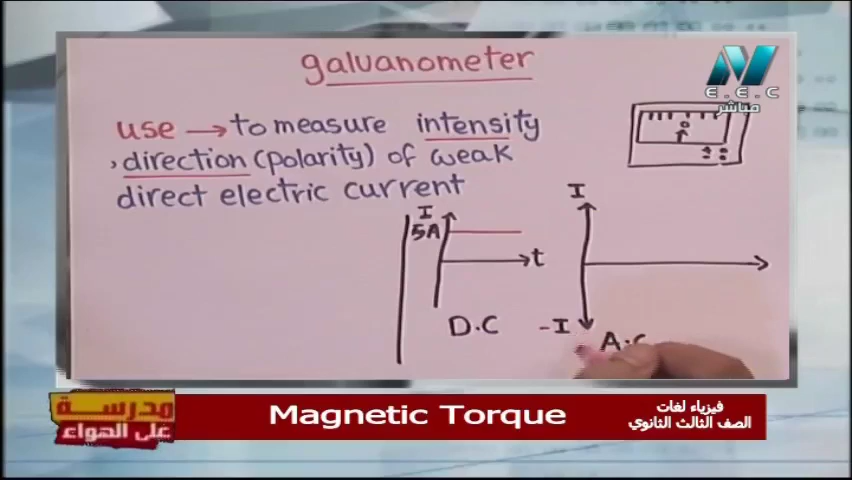 galvanometer
E.E.C
مباشر
use → to measure intensity
, direction (polarity) of weak
direct electric current
0
I
5A
t
D.C
I
-I
A.C
مدرسة
على الهواء
Magnetic Torque
فيزياء لغات
الصف الثالث الثانوي